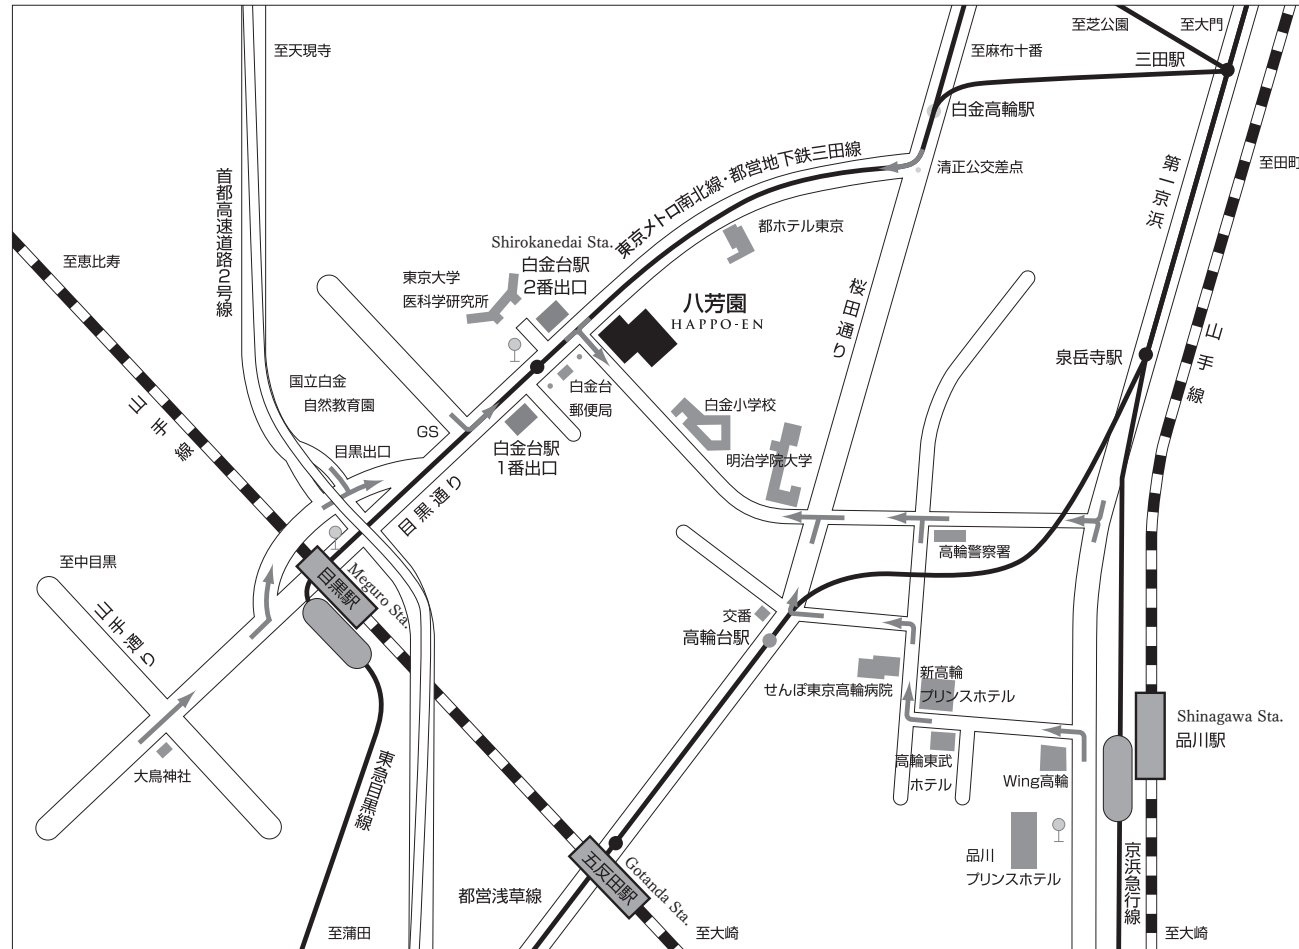 至芝公園
至大門
至天現寺
至麻布十番
三田駅
白金高輪駅
清正公交差点
第一京浜
至田町
首都高速道路2号線
東京メトロ南北線・都営地下鉄三田線
都ホテル東京
至恵比寿
Shirokanedai Sta.
白金台駅
2番出口
東京大学
医科学研究所
八芳園
HAPPO-EN
桜田通り
山手線
泉岳寺駅
国立白金
自然教育園
白金台
郵便局
白金小学校
山手線
GS
目黒出口
白金台駅
1番出口
明治学院大学
目黒通り
高輪警察署
至中目黒
目黒駅
Meguro Sta.
山手通り
交番
高輪台駅
せんぽ東京高輪病院
新高輪
プリンスホテル
Shinagawa Sta.
品川駅
大鳥神社
東急目黒線
高輪東武
ホテル
Wing高輪
品川
プリンスホテル
五反田駅
Gotanda Sta.
都営浅草線
京浜急行線
至蒲田
至大崎
至大崎